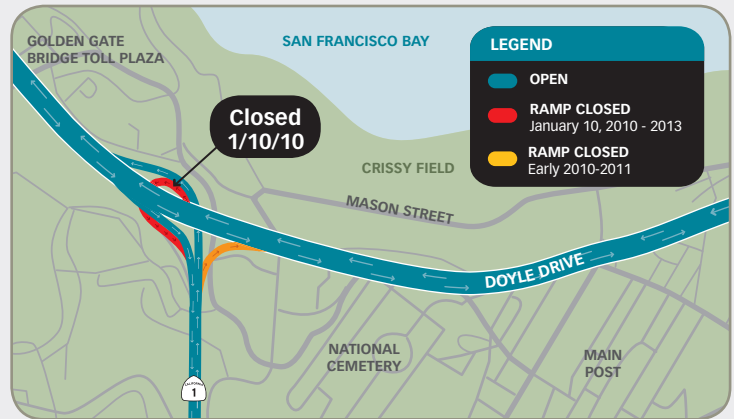 GOLDEN GATE
BRIDGE TOLL PLAZA
SAN FRANCISCO BAY
LEGEND
OPEN
RAMP CLOSED
January 10, 2010 - 2013
RAMP CLOSED
Early 2010-2011
Closed
1/10/10
CRISSY FIELD
MASON STREET
DOYLE DRIVE
NATIONAL
CEMETERY
MAIN
POST
CALIFORNIA
1